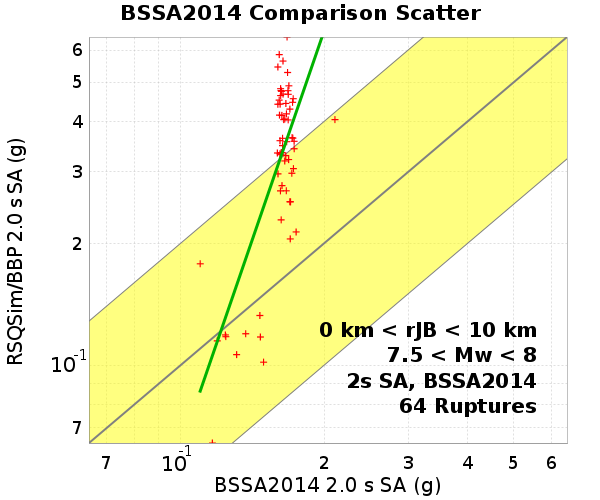 BSSA2014 Comparison Scatter
RSQSim/BBP 2.0 s SA (g)
6
5
4
3
2
10⁻¹
7
0 km < rJB < 10 km
7.5 < Mw < 8
2s SA, BSSA2014
64 Ruptures
7 10⁻¹ 2 3 4 5 6
BSSA2014 2.0 s SA (g)